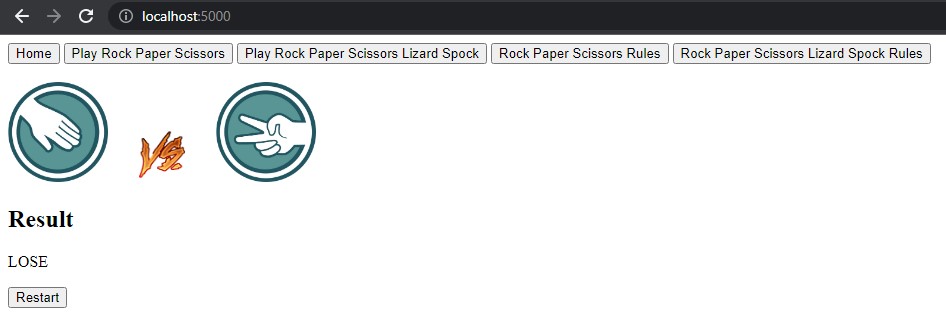 localhost:5000
Home Play Rock Paper Scissors Play Rock Paper Scissors Lizard Spock Rock Paper Scissors Rules Rock Paper Scissors Lizard Spock Rules
VS
Result
LOSE
Restart